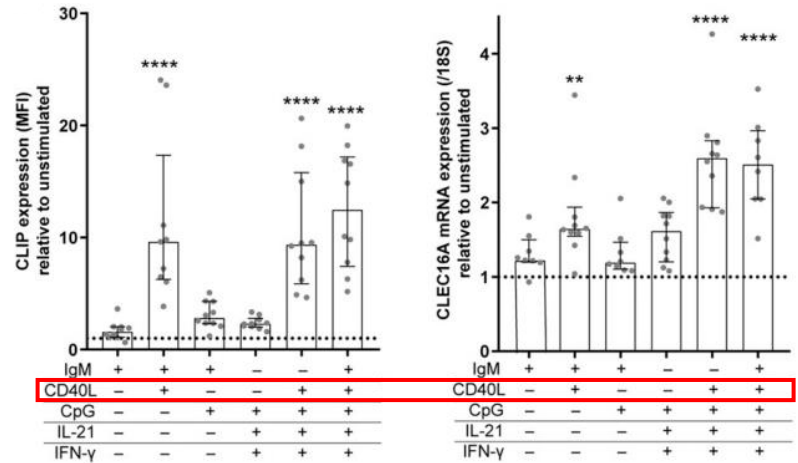 CLIP expression (MFI)
relative to unstimulated
30
20
10
0
****
****
****
IgM + + + – – +
CD40L – + – – + +
CpG – – + + + +
IL-21 – – – + + +
IFN-γ – – – + + +
CLEC16A mRNA expression (/18S)
relative to unstimulated
4
3
2
1
0
**
****
****
IgM + + + – – +
CD40L – + – – + +
CpG – – + + + +
IL-21 – – – + + +
IFN-γ – – – + + +